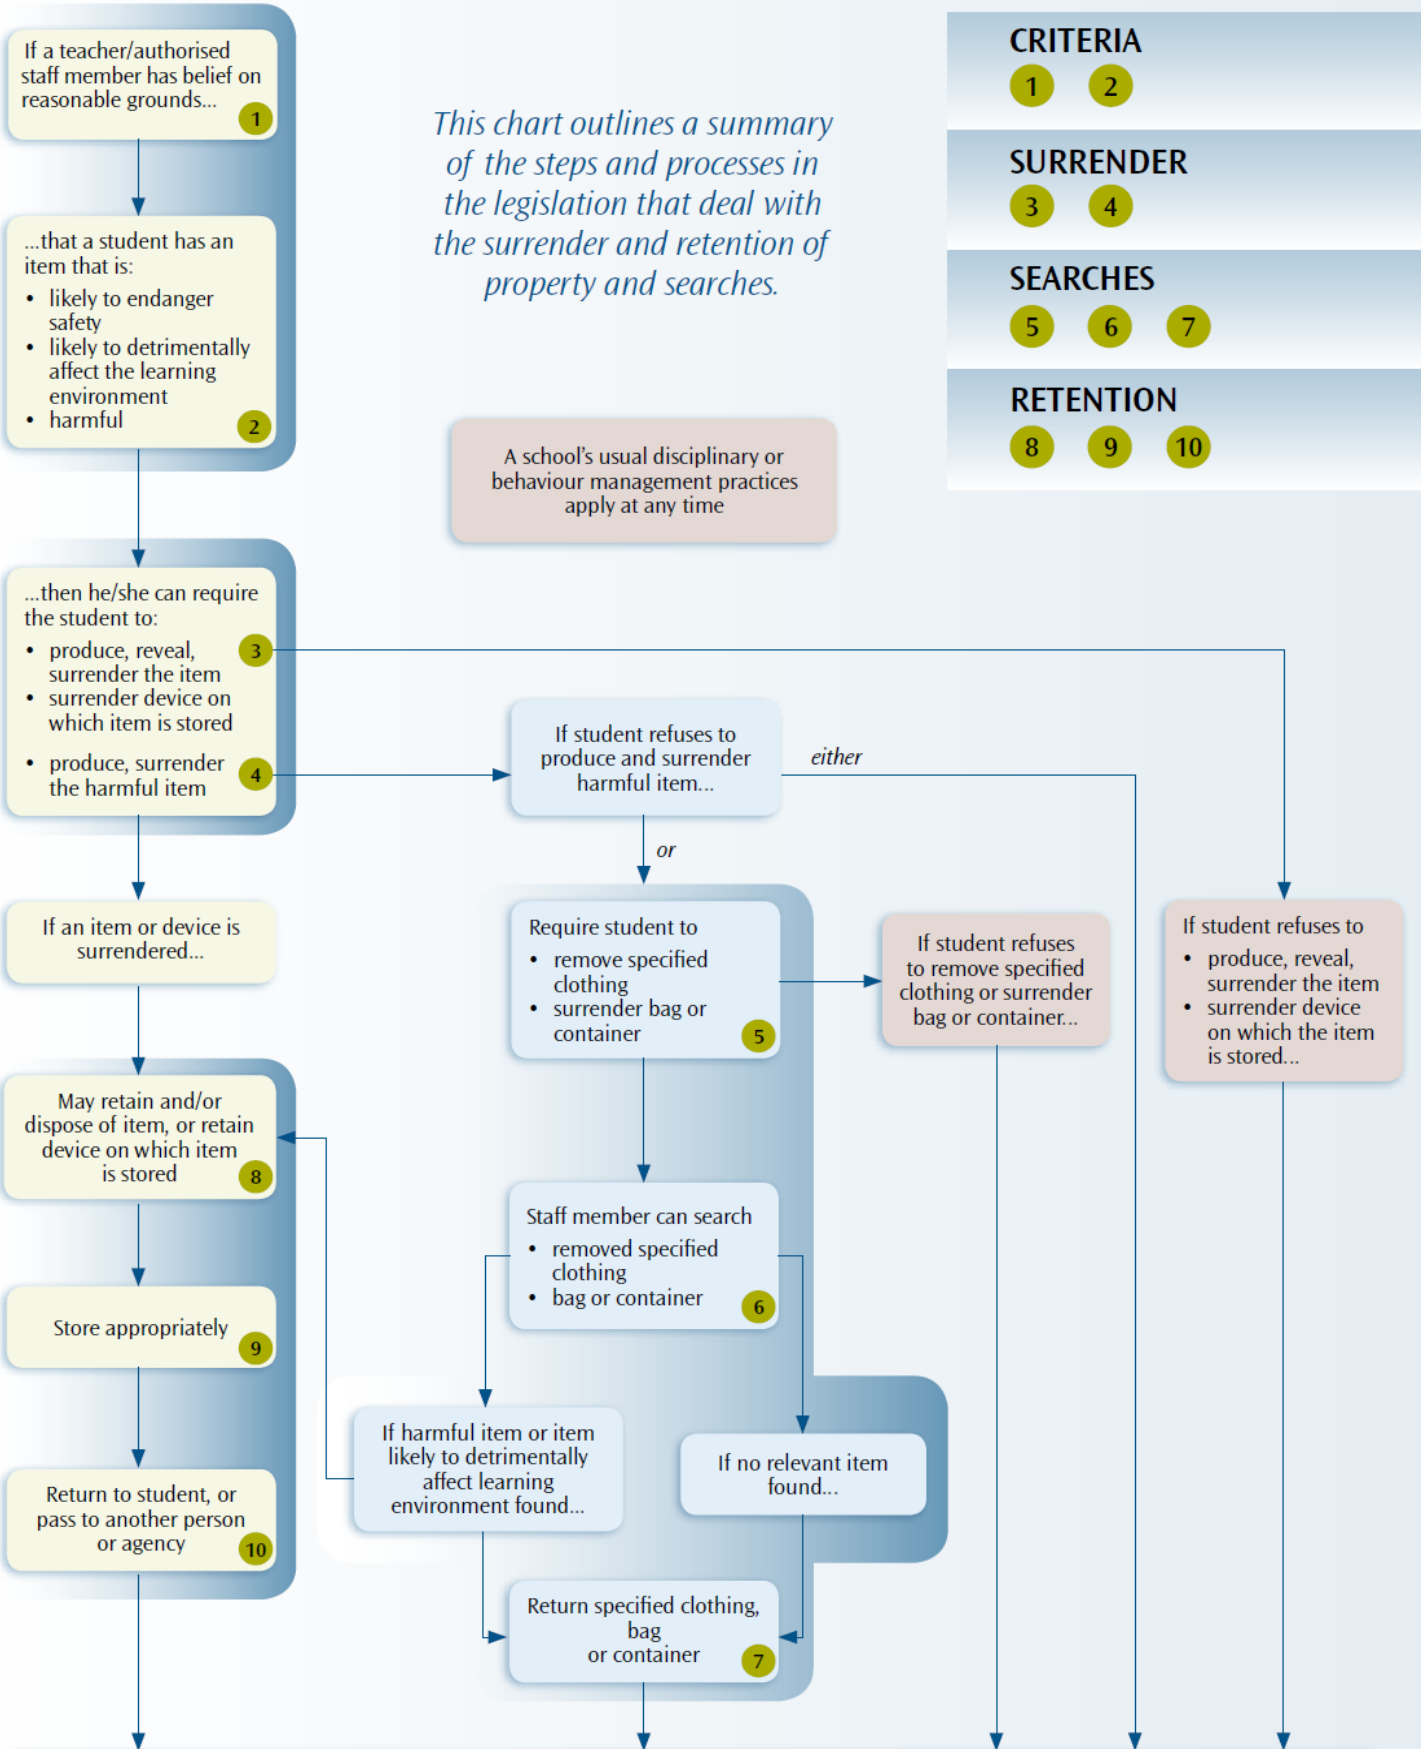 If a teacher/authorised
staff member has belief on
reasonable grounds...
1
...that a student has an
item that is:
• likely to endanger
safety
• likely to detrimentally
affect the learning
environment
• harmful
2
This chart outlines a summary
of the steps and processes in
the legislation that deal with
the surrender and retention of
property and searches.
CRITERIA
1 2
SURRENDER
3 4
SEARCHES
5 6 7
RETENTION
8 9 10
A school's usual disciplinary or
behaviour management practices
apply at any time
...then he/she can require
the student to:
• produce, reveal,
surrender the item
3
• surrender device on
which item is stored
• produce, surrender
the harmful item
4
If student refuses to
produce and surrender
harmful item...
either
or
If an item or device is
surrendered...
Require student to
• remove specified
clothing
• surrender bag or
container
5
If student refuses
to remove specified
clothing or surrender
bag or container...
If student refuses to
• produce, reveal,
surrender the item
• surrender device
on which the item
is stored...
May retain and/or
dispose of item, or retain
device on which item
is stored
8
Staff member can search
• removed specified
clothing
• bag or container
6
Store appropriately
9
If harmful item or item
likely to detrimentally
affect learning
environment found...
If no relevant item
found...
Return to student, or
pass to another person
or agency
10
Return specified clothing,
bag
or container
7